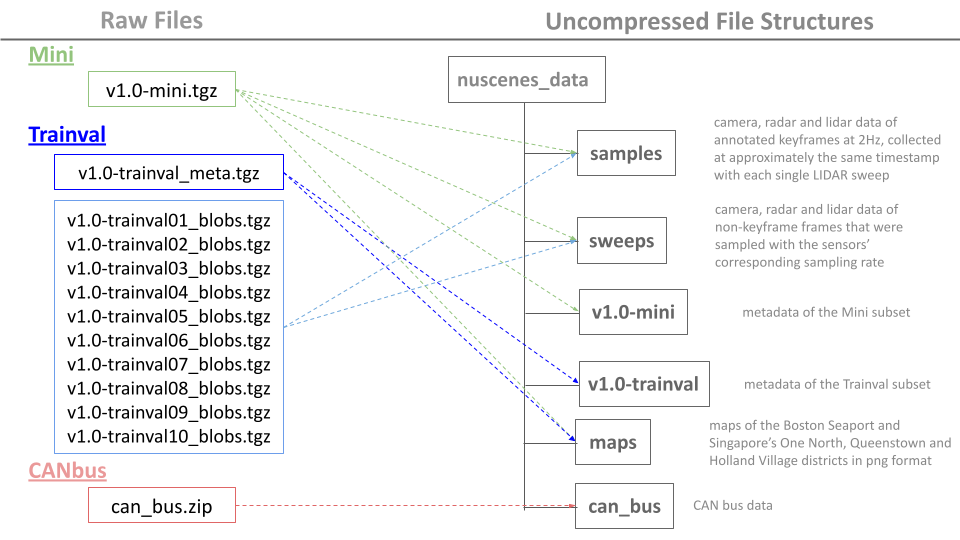 Raw Files
Uncompressed File Structures
Mini
v1.0-mini.tgz
Trainval
v1.0-trainval_meta.tgz
v1.0-trainval01_blobs.tgz
v1.0-trainval02_blobs.tgz
v1.0-trainval03_blobs.tgz
v1.0-trainval04_blobs.tgz
v1.0-trainval05_blobs.tgz
v1.0-trainval06_blobs.tgz
v1.0-trainval07_blobs.tgz
v1.0-trainval08_blobs.tgz
v1.0-trainval09_blobs.tgz
v1.0-trainval10_blobs.tgz
CANbus
can_bus.zip
nuscenes_data
samples
camera, radar and lidar data of
annotated keyframes at 2Hz, collected
at approximately the same timestamp
with each single LIDAR sweep
sweeps
camera, radar and lidar data of
non-keyframe frames that were
sampled with the sensors’
corresponding sampling rate
v1.0-mini
metadata of the Mini subset
v1.0-trainval
metadata of the Trainval subset
maps
maps of the Boston Seaport and
Singapore’s One North, Queenstown and
Holland Village districts in png format
can_bus
CAN bus data